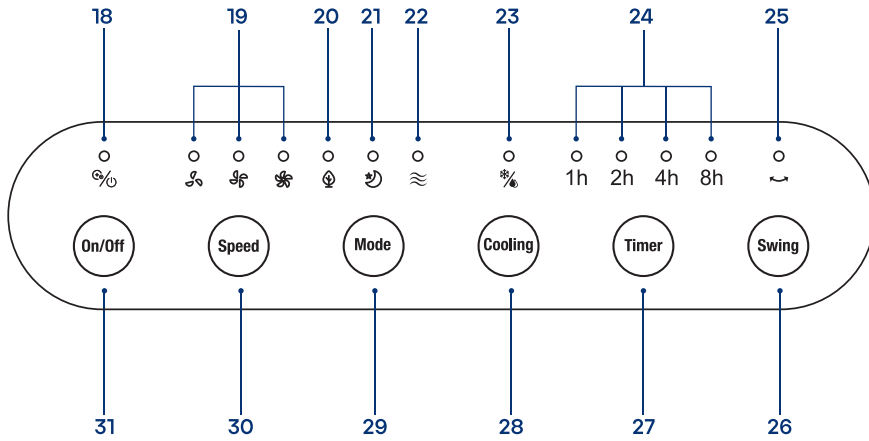 18 19 20 21 22 23 24 25
1h 2h 4h 8h
On/Off Speed Mode Cooling Timer Swing
31 30 29 28 27 26